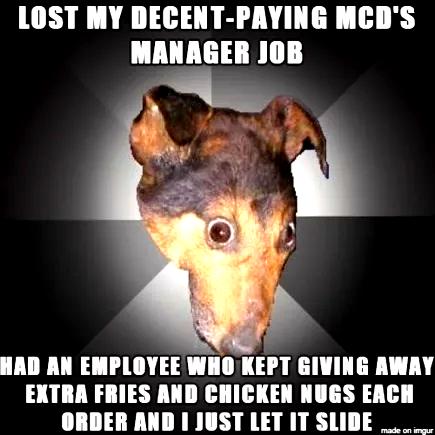 LOST MY DECENT-PAYING MCD'S
MANAGER JOB
HAD AN EMPLOYEE WHO KEPT GIVING AWAY
EXTRA FRIES AND CHICKEN NUGS EACH
ORDER AND I JUST LET IT SLIDE
made on imgur